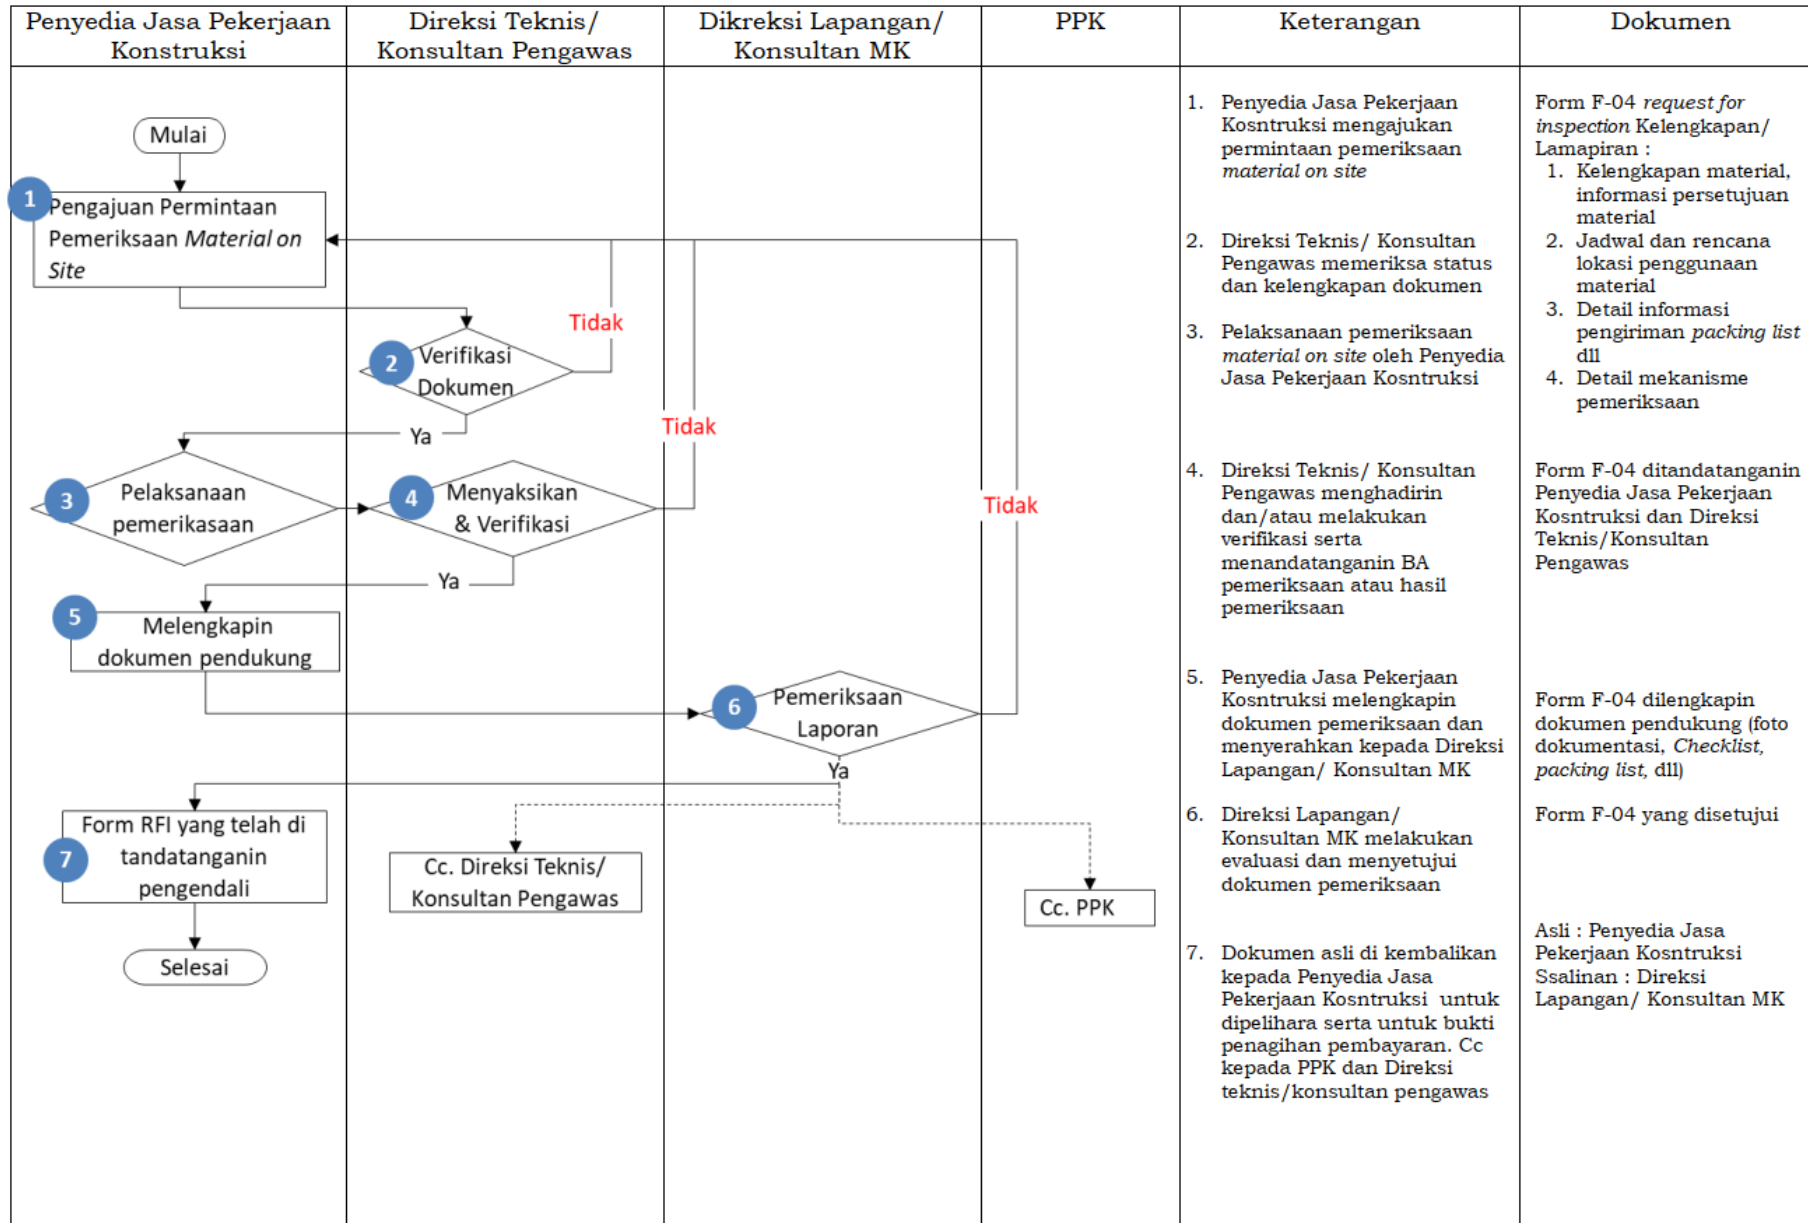 Penyedia Jasa Pekerjaan
Konstruksi
Direksi Teknis/
Konsultan Pengawas
Dikreksi Lapangan/
Konsultan MK
PPK
Keterangan
Dokumen
Mulai
1
Pengajuan Permintaan
Pemeriksaan Material on
Site
Tidak
2
Verifikasi
Dokumen
Ya
Tidak
3
Pelaksanaan
pemerikasaan
4
Menyaksikan
& Verifikasi
Tidak
Ya
5
Melengkapin
dokumen pendukung
6
Pemeriksaan
Laporan
Ya
Form RFI yang telah di
tandatanganin
pengendali
7
Cc. Direksi Teknis/
Konsultan Pengawas
Cc. PPK
Selesai
1. Penyedia Jasa Pekerjaan
Kosntruksi mengajukan
permintaan pemeriksaan
material on site
2. Direksi Teknis/ Konsultan
Pengawas memeriksa status
dan kelengkapan dokumen
3. Pelaksanaan pemeriksaan
material on site oleh Penyedia
Jasa Pekerjaan Kosntruksi
4. Direksi Teknis/ Konsultan
Pengawas menghadirin
dan/atau melakukan
verifikasi serta
menandatanganin BA
pemeriksaan atau hasil
pemeriksaan
5. Penyedia Jasa Pekerjaan
Kosntruksi melengkapin
dokumen pemeriksaan dan
menyerahkan kepada Direksi
Lapangan/ Konsultan MK
6. Direksi Lapangan/
Konsultan MK melakukan
evaluasi dan menyetujui
dokumen pemeriksaan
7. Dokumen asli di kembalikan
kepada Penyedia Jasa
Pekerjaan Kosntruksi untuk
dipelihara serta untuk bukti
penagihan pembayaran. Cc
kepada PPK dan Direksi
teknis/konsultan pengawas
Form F-04 request for
inspection Kelengkapan/
Lamapiran :
1. Kelengkapan material,
informasi persetujuan
material
2. Jadwal dan rencana
lokasi penggunaan
material
3. Detail informasi
pengiriman packing list
dll
4. Detail mekanisme
pemeriksaan
Form F-04 ditandatanganin
Penyedia Jasa Pekerjaan
Kosntruksi dan Direksi
Teknis/Konsultan
Pengawas
Form F-04 dilengkapin
dokumen pendukung (foto
dokumentasi, Checklist,
packing list, dll)
Form F-04 yang disetujui
Asli : Penyedia Jasa
Pekerjaan Kosntruksi
Ssalinan : Direksi
Lapangan/ Konsultan MK